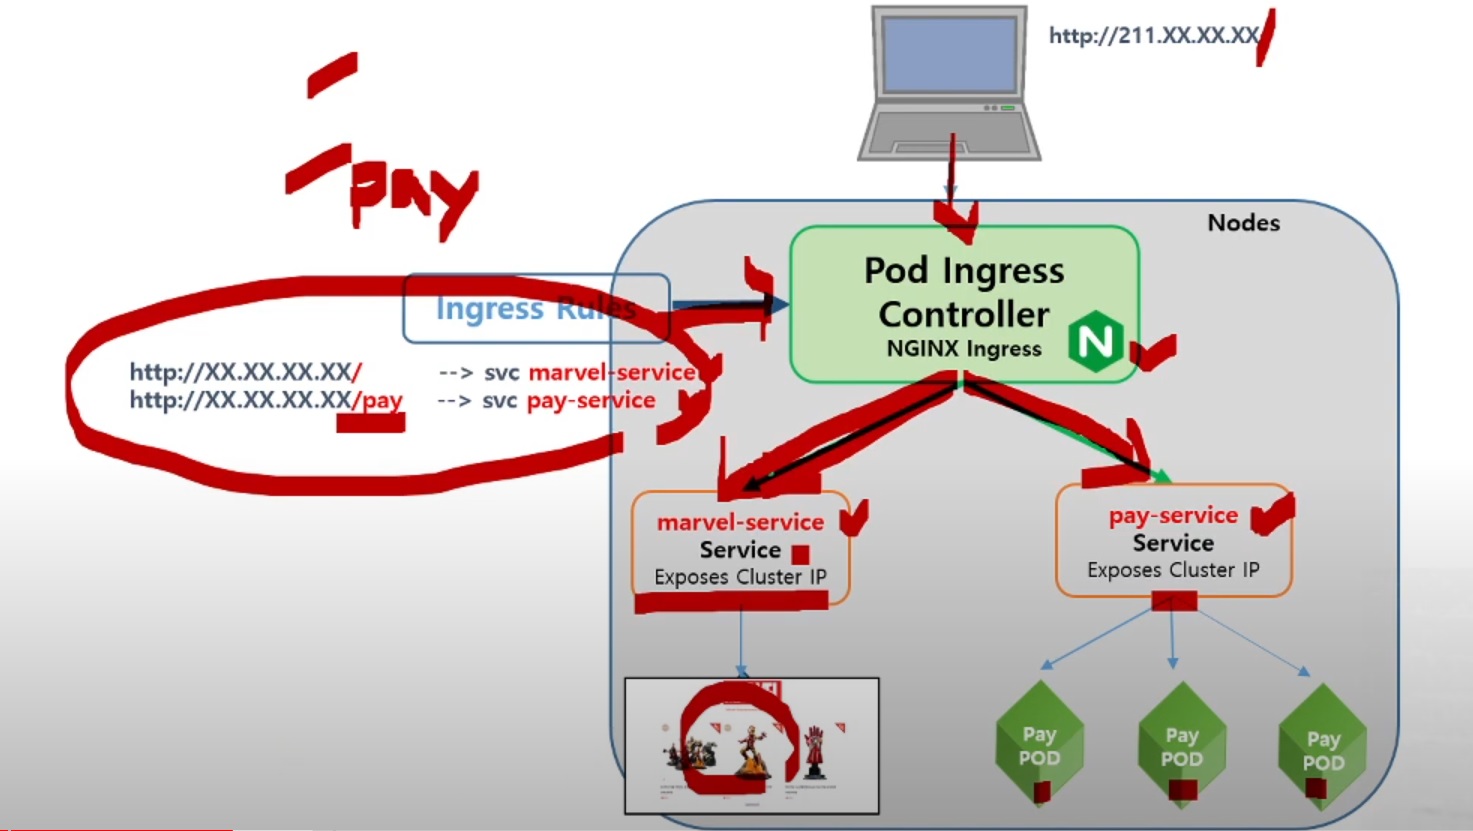 http://211.XX.XX.XX/
pay
Nodes
Pod Ingress
Controller
NGINX Ingress
N
Ingress Rules
http://XX.XX.XX.XX/ --> svc marvel-service
http://XX.XX.XX.XX/pay --> svc pay-service
marvel-service
Service
Exposes Cluster IP
pay-service
Service
Exposes Cluster IP
Pay
POD
Pay
POD
Pay
POD